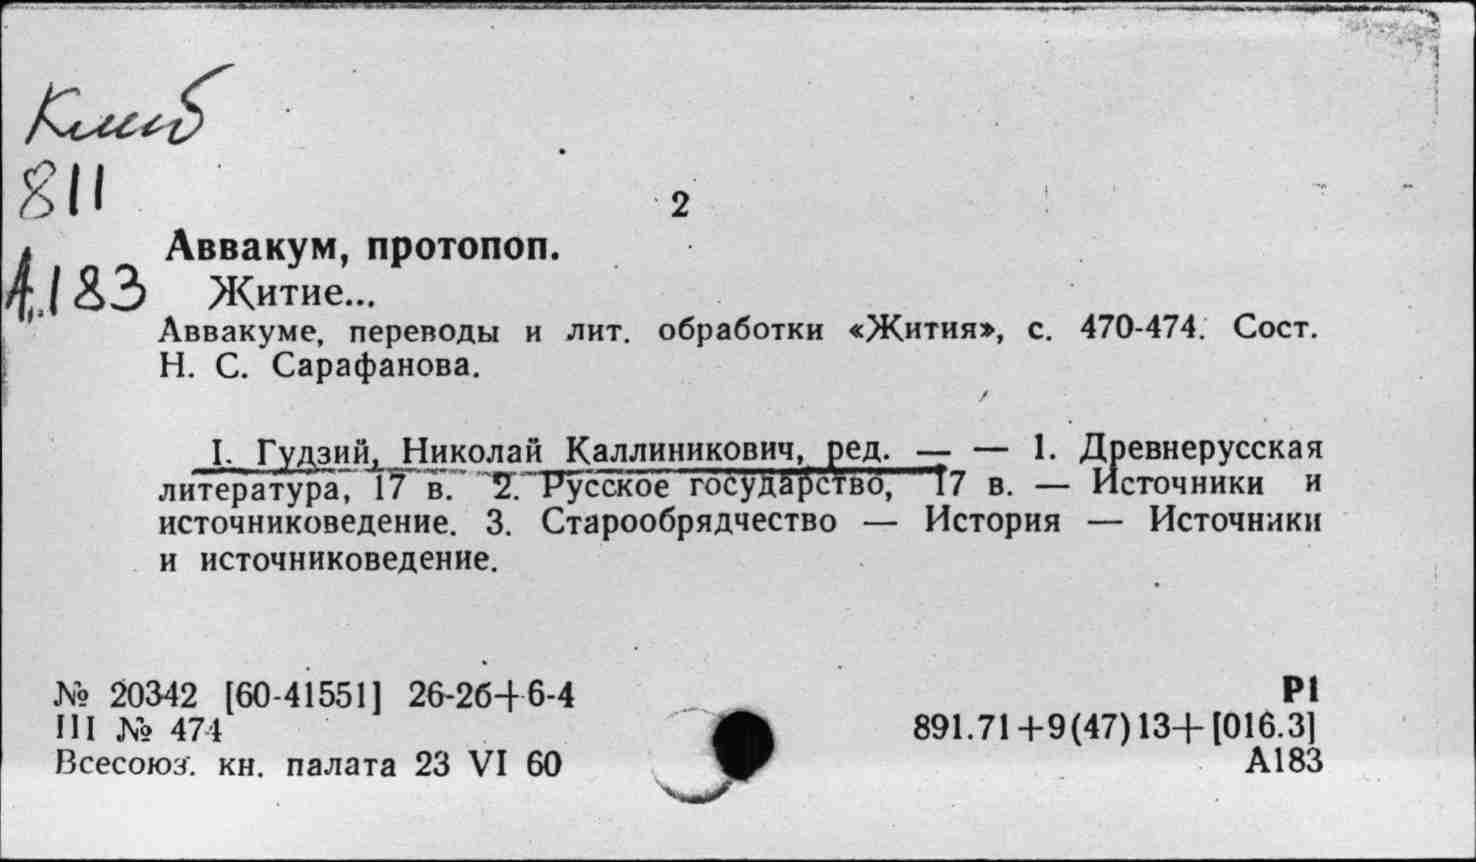 811
А183
2
Аввакум, протопоп.
Житие...
Аввакуме, переводы и лит. обработки «Жития», с. 470-474. Сост.
Н. С. Сарафанова.
I. Гудзий, Николай Каллиникович, ред. — — 1. Древнерусская
литература, 17 в. 2. Русское государство, 17 в. — Источники и
источниковедение. 3. Старообрядчество — История — Источники
и источниковедение.
№ 20342 [60-41551] 26-26+6-4
III № 474
Всесоюз. кн. палата 23 VI 60
Р1
891.71+9(47)13+[016.3]
А183